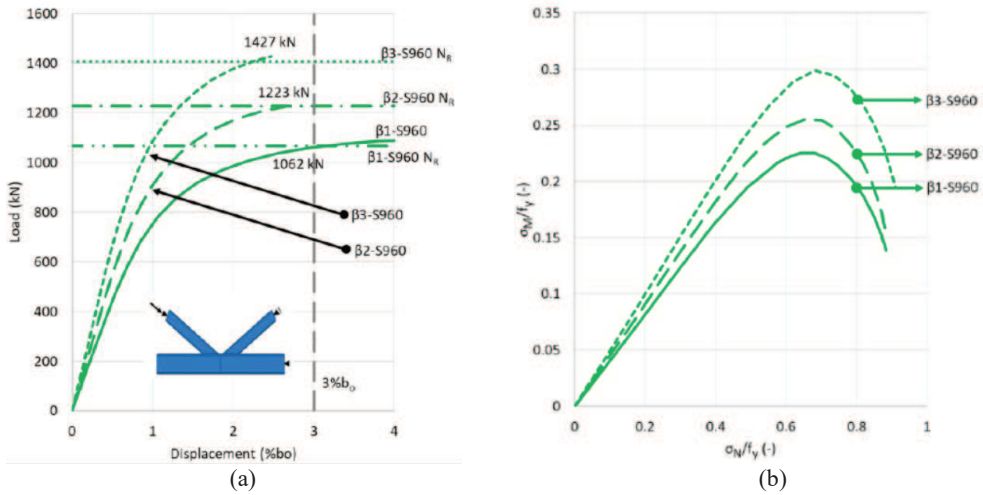 1600
1400
1200
1000
800
600
400
200
0
Load (kN)
1427 kN
β3-S960 N_R
1223 kN
β2-S960 N_R
β1-S960
β1-S960 N_R
1062 kN
β3-S960
β2-S960
3%b_o
0 1 2 3 4
Displacement (%bo)
(a)
0.35
0.3
0.25
0.2
0.15
0.1
0.05
0
σ_M/f_y (-)
β3-S960
β2-S960
β1-S960
0 0.2 0.4 0.6 0.8 1
σ_N/f_y (-)
(b)